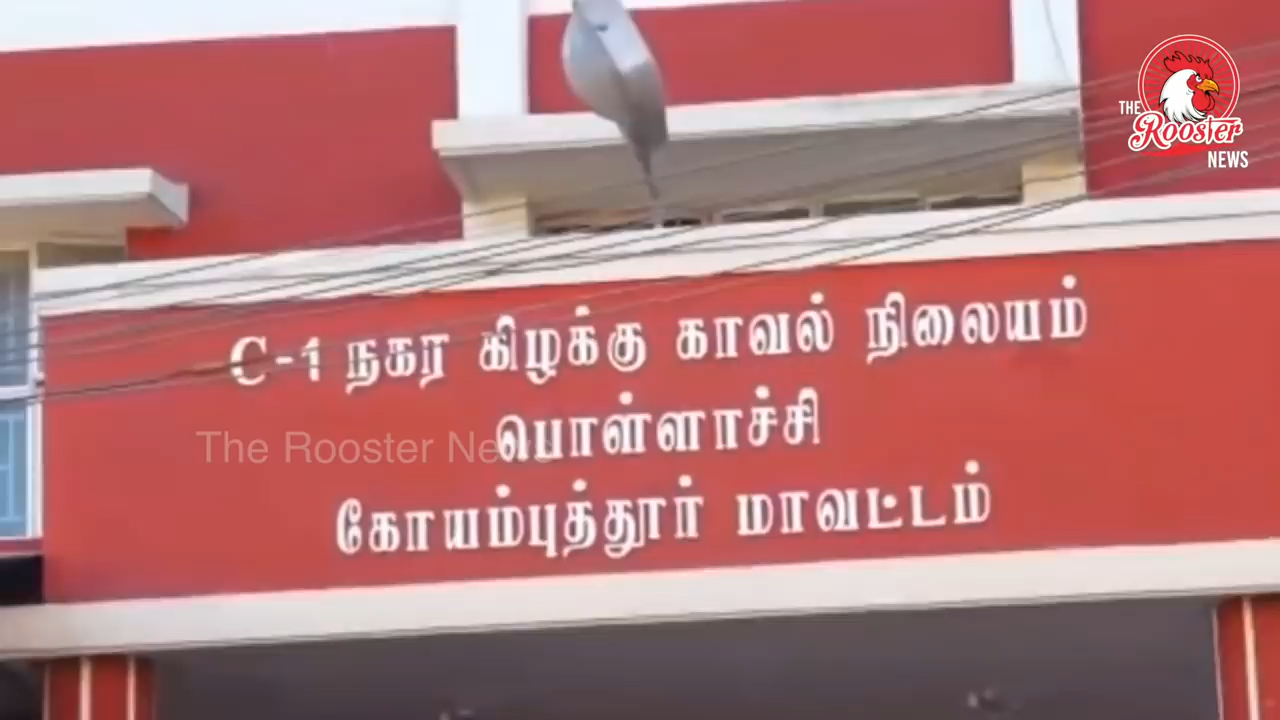 THE
Rooster
NEWS
C-1 நகர கிழக்கு காவல் நிலையம்
பொள்ளாச்சி
The Rooster News
கோயம்புத்தூர் மாவட்டம்